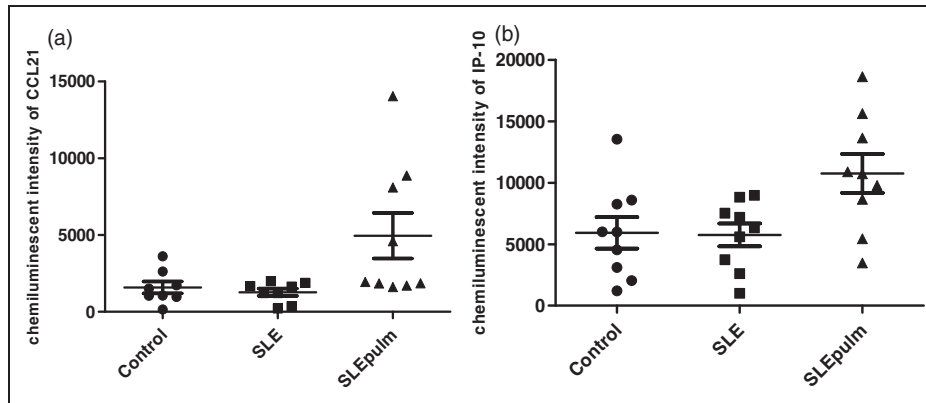 (a)
chemiluminescent intensity of CCL21
15000
10000
5000
0
Control
SLE
SLEpulm
(b)
chemiluminescent intensity of IP-10
20000
15000
10000
5000
0
Control
SLE
SLEpulm